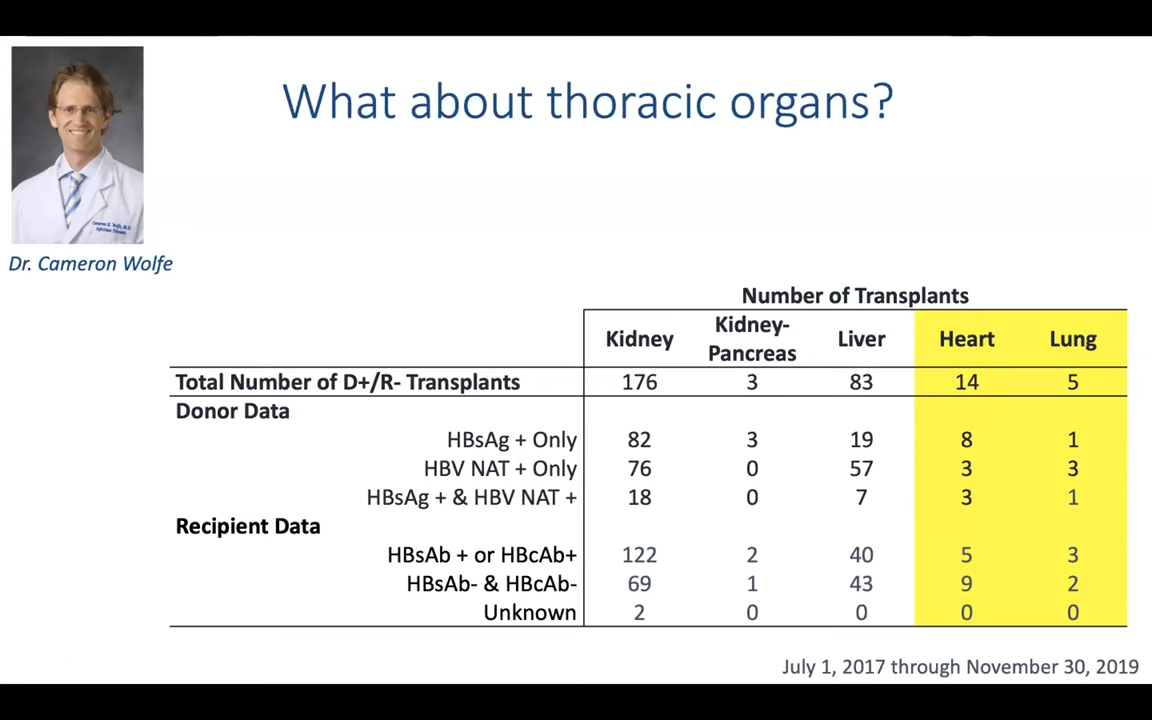 What about thoracic organs?
Dr. Cameron Wolfe
Number of Transplants
Kidney Kidney-Pancreas Liver Heart Lung
Total Number of D+/R- Transplants 176 3 83 14 5
Donor Data
HBsAg + Only 82 3 19 8 1
HBV NAT + Only 76 0 57 3 3
HBsAg + & HBV NAT + 18 0 7 3 1
Recipient Data
HBsAb + or HBcAb+ 122 2 40 5 3
HBsAb- & HBcAb- 69 1 43 9 2
Unknown 2 0 0 0 0
July 1, 2017 through November 30, 2019